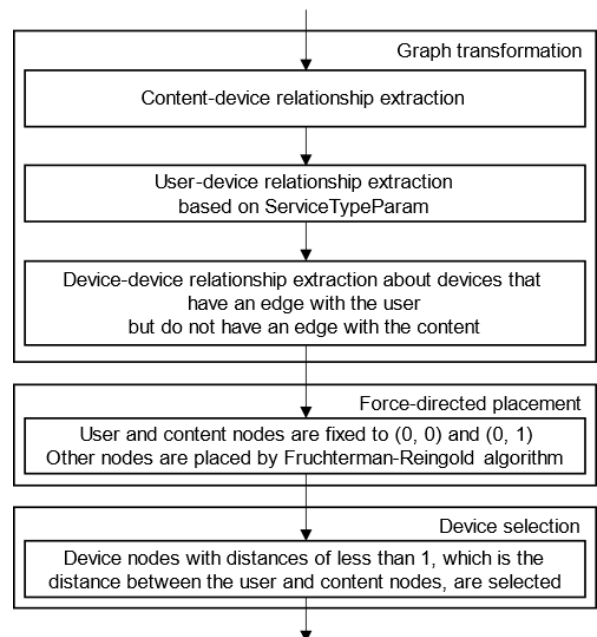 Graph transformation
Content-device relationship extraction
User-device relationship extraction
based on ServiceTypeParam
Device-device relationship extraction about devices that
have an edge with the user
but do not have an edge with the content
Force-directed placement
User and content nodes are fixed to (0, 0) and (0, 1)
Other nodes are placed by Fruchterman-Reingold algorithm
Device selection
Device nodes with distances of less than 1, which is the
distance between the user and content nodes, are selected